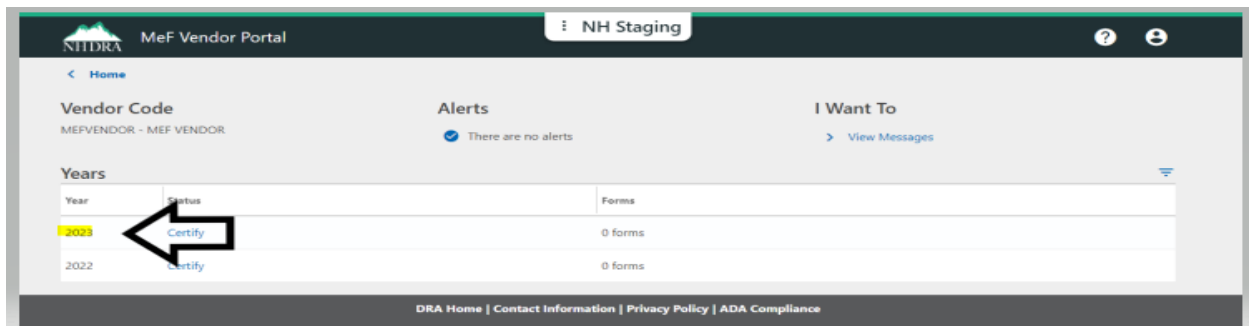 NH Staging
NHDRA MeF Vendor Portal
Home
Vendor Code
MEFVENDOR - MEF VENDOR
Alerts
There are no alerts
I Want To
View Messages
Years
Year Status Forms
2023 Certify 0 forms
2022 Certify 0 forms
DRA Home | Contact Information | Privacy Policy | ADA Compliance